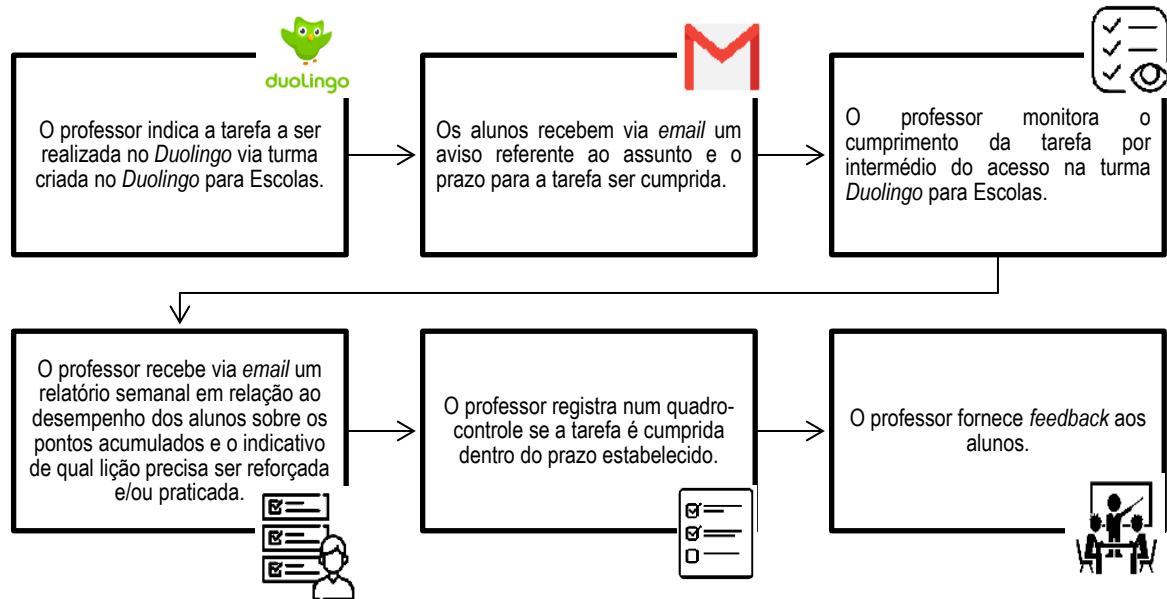 duolingo
O professor indica a tarefa a ser
realizada no Duolingo via turma
criada no Duolingo para Escolas.
Os alunos recebem via email um
aviso referente ao assunto e o
prazo para a tarefa ser cumprida.
O professor monitora o
cumprimento da tarefa por
intermédio do acesso na turma
Duolingo para Escolas.
O professor recebe via email um
relatório semanal em relação ao
desempenho dos alunos sobre os
pontos acumulados e o indicativo
de qual lição precisa ser reforçada
e/ou praticada.
O professor registra num quadro-
controle se a tarefa é cumprida
dentro do prazo estabelecido.
O professor fornece feedback aos
alunos.